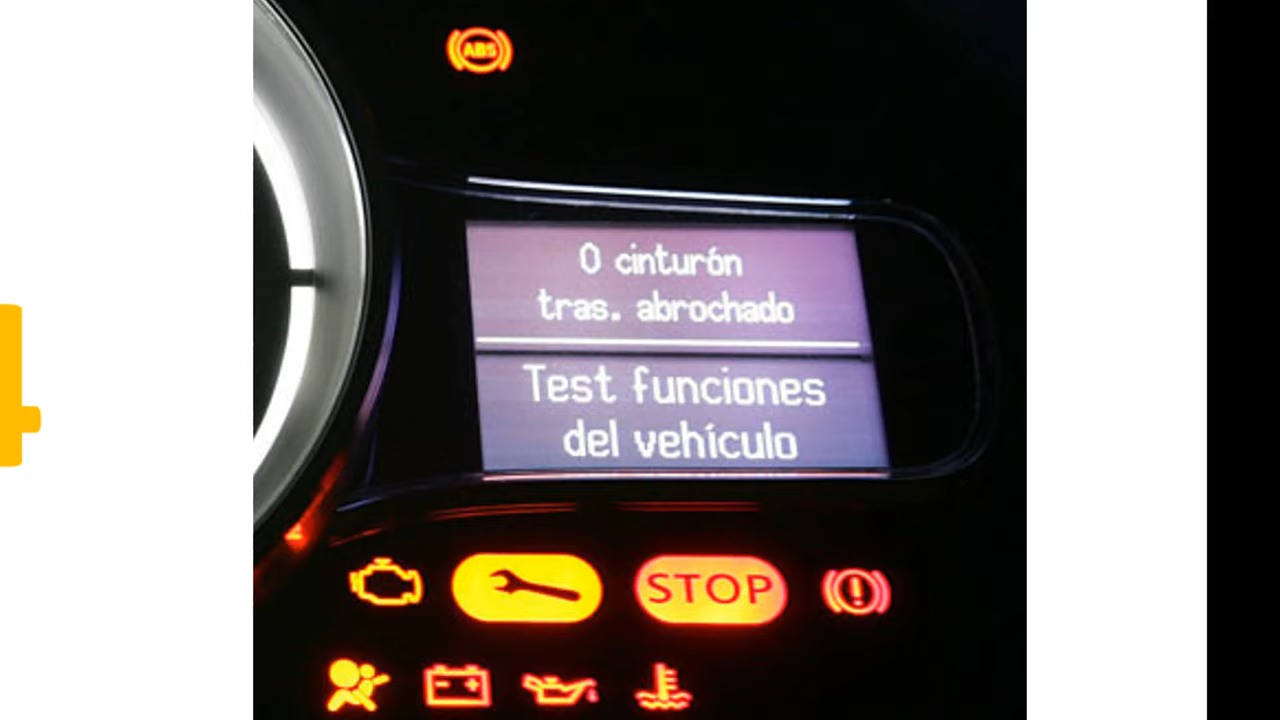 ABS
0 cinturón
tras. abrochado
Test funciones
del vehículo
STOP